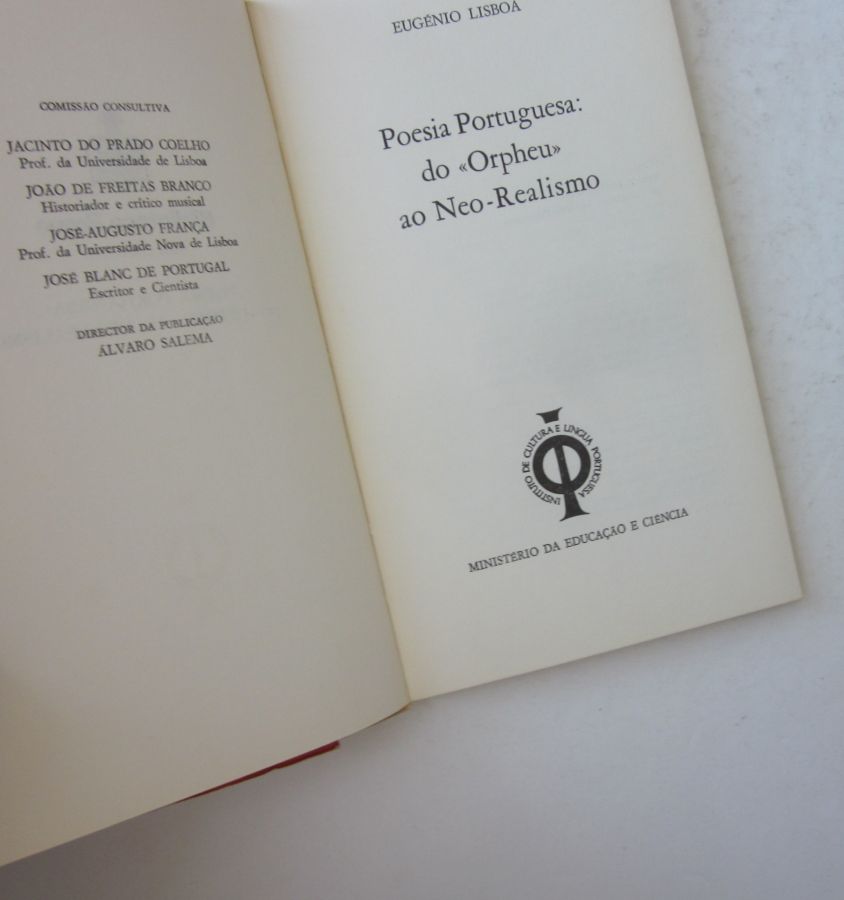 COMISSÃO CONSULTIVA
JACINTO DO PRADO COELHO
Prof. da Universidade de Lisboa
JOÃO DE FREITAS BRANCO
Historiador e crítico musical
JOSÉ-AUGUSTO FRANÇA
Prof. da Universidade Nova de Lisboa
JOSÉ BLANC DE PORTUGAL
Escritor e Cientista
DIRECTOR DA PUBLICAÇÃO
ÁLVARO SALEMA
EUGÉNIO LISBOA
Poesia Portuguesa:
do «Orpheu»
ao Neo-Realismo
INSTITUTO DE CULTURA E LÍNGUA PORTUGUESA
MINISTÉRIO DA EDUCAÇÃO E CIÊNCIA